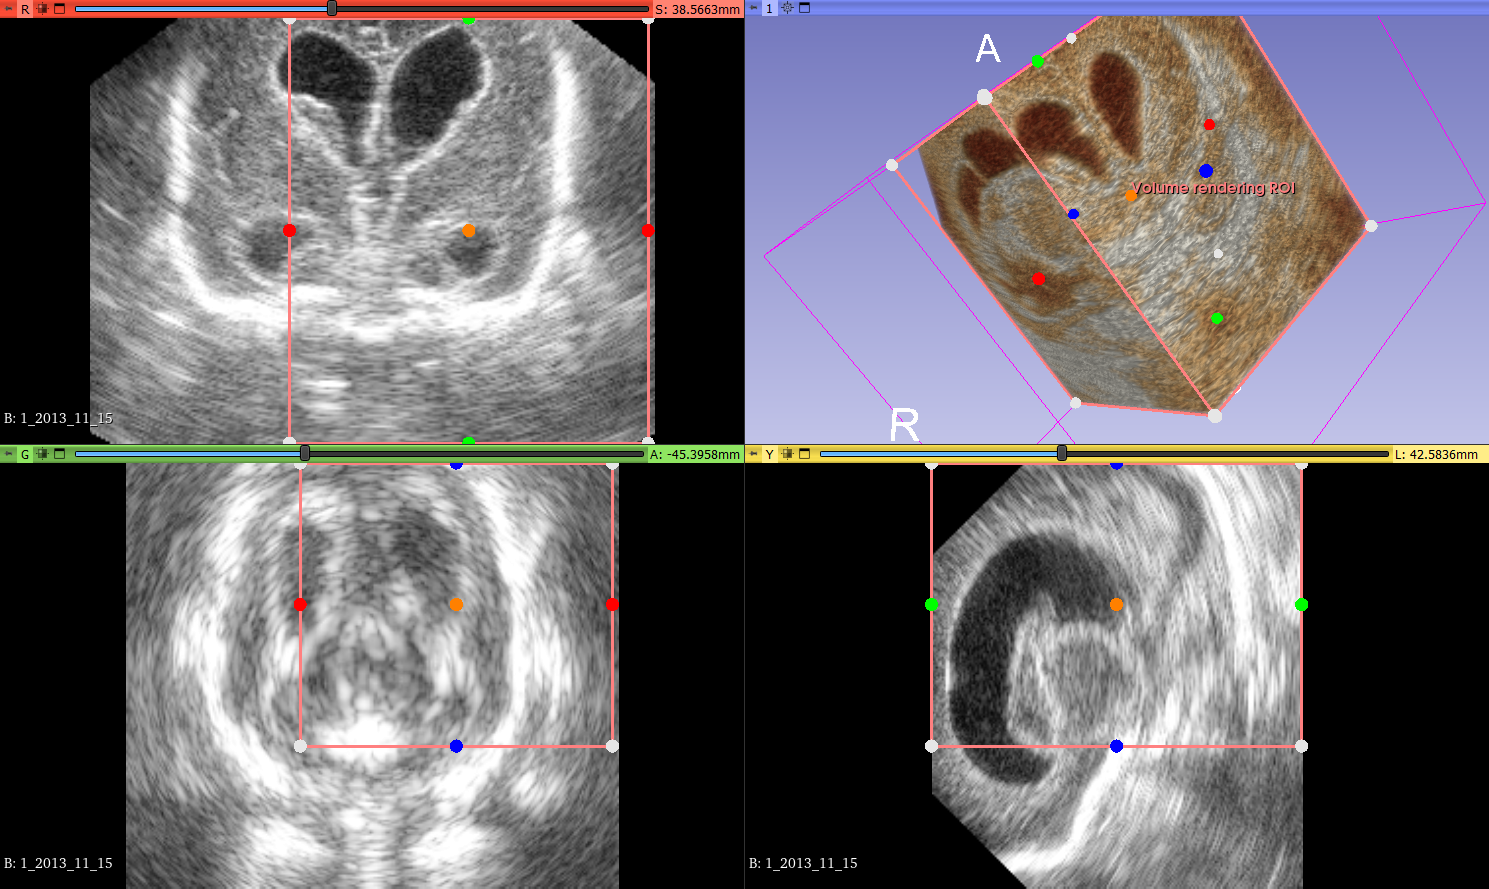 R
S: 38.5663mm
B: 1_2013_11_15
1
A
Volume rendering ROI
R
G
A: -45.3958mm
B: 1_2013_11_15
Y
L: 42.5836mm
B: 1_2013_11_15